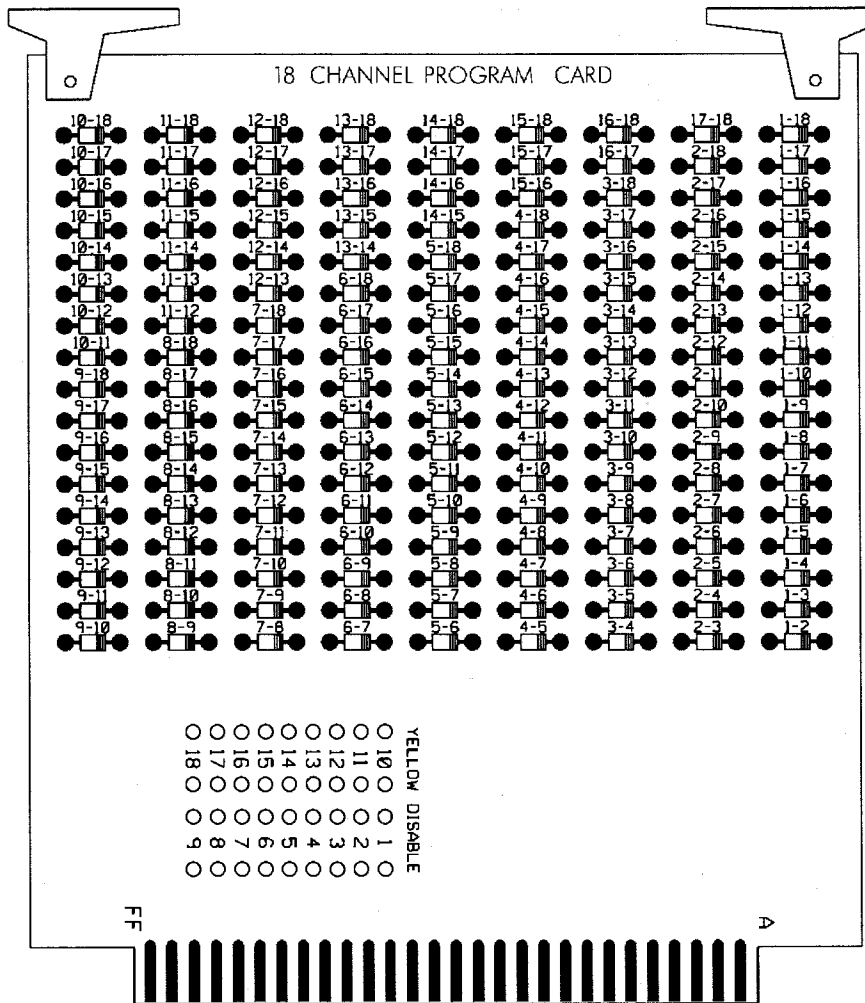 18 CHANNEL PROGRAM CARD
10-18 11-18 12-18 13-18 14-18 15-18 16-18 17-18 1-18
10-17 11-17 12-17 13-17 14-17 15-17 16-17 2-18 1-17
10-16 11-16 12-16 13-16 14-16 15-16 3-18 2-17 1-16
10-15 11-15 12-15 13-15 14-15 4-18 3-17 2-16 1-15
10-14 11-14 12-14 13-14 5-18 4-17 3-16 2-15 1-14
10-13 11-13 12-13 6-18 5-17 4-16 3-15 2-14 1-13
10-12 11-12 7-18 6-17 5-16 4-15 3-14 2-13 1-12
10-11 8-18 7-17 6-16 5-15 4-14 3-13 2-12 1-11
9-18 8-17 7-16 6-15 5-14 4-13 3-12 2-11 1-10
9-17 8-16 7-15 6-14 5-13 4-12 3-11 2-10 1-9
9-16 8-15 7-14 6-13 5-12 4-11 3-10 2-9 1-8
9-15 8-14 7-13 6-12 5-11 4-10 3-9 2-8 1-7
9-14 8-13 7-12 6-11 5-10 4-9 3-8 2-7 1-6
9-13 8-12 7-11 6-10 5-9 4-8 3-7 2-6 1-5
9-12 8-11 7-10 6-9 5-8 4-7 3-6 2-5 1-4
9-11 8-10 7-9 6-8 5-7 4-6 3-5 2-4 1-3
9-10 8-9 7-8 6-7 5-6 4-5 3-4 2-3 1-2
YELLOW DISABLE
10 1
11 2
12 3
13 4
14 5
15 6
16 7
17 8
18 9
FF
A